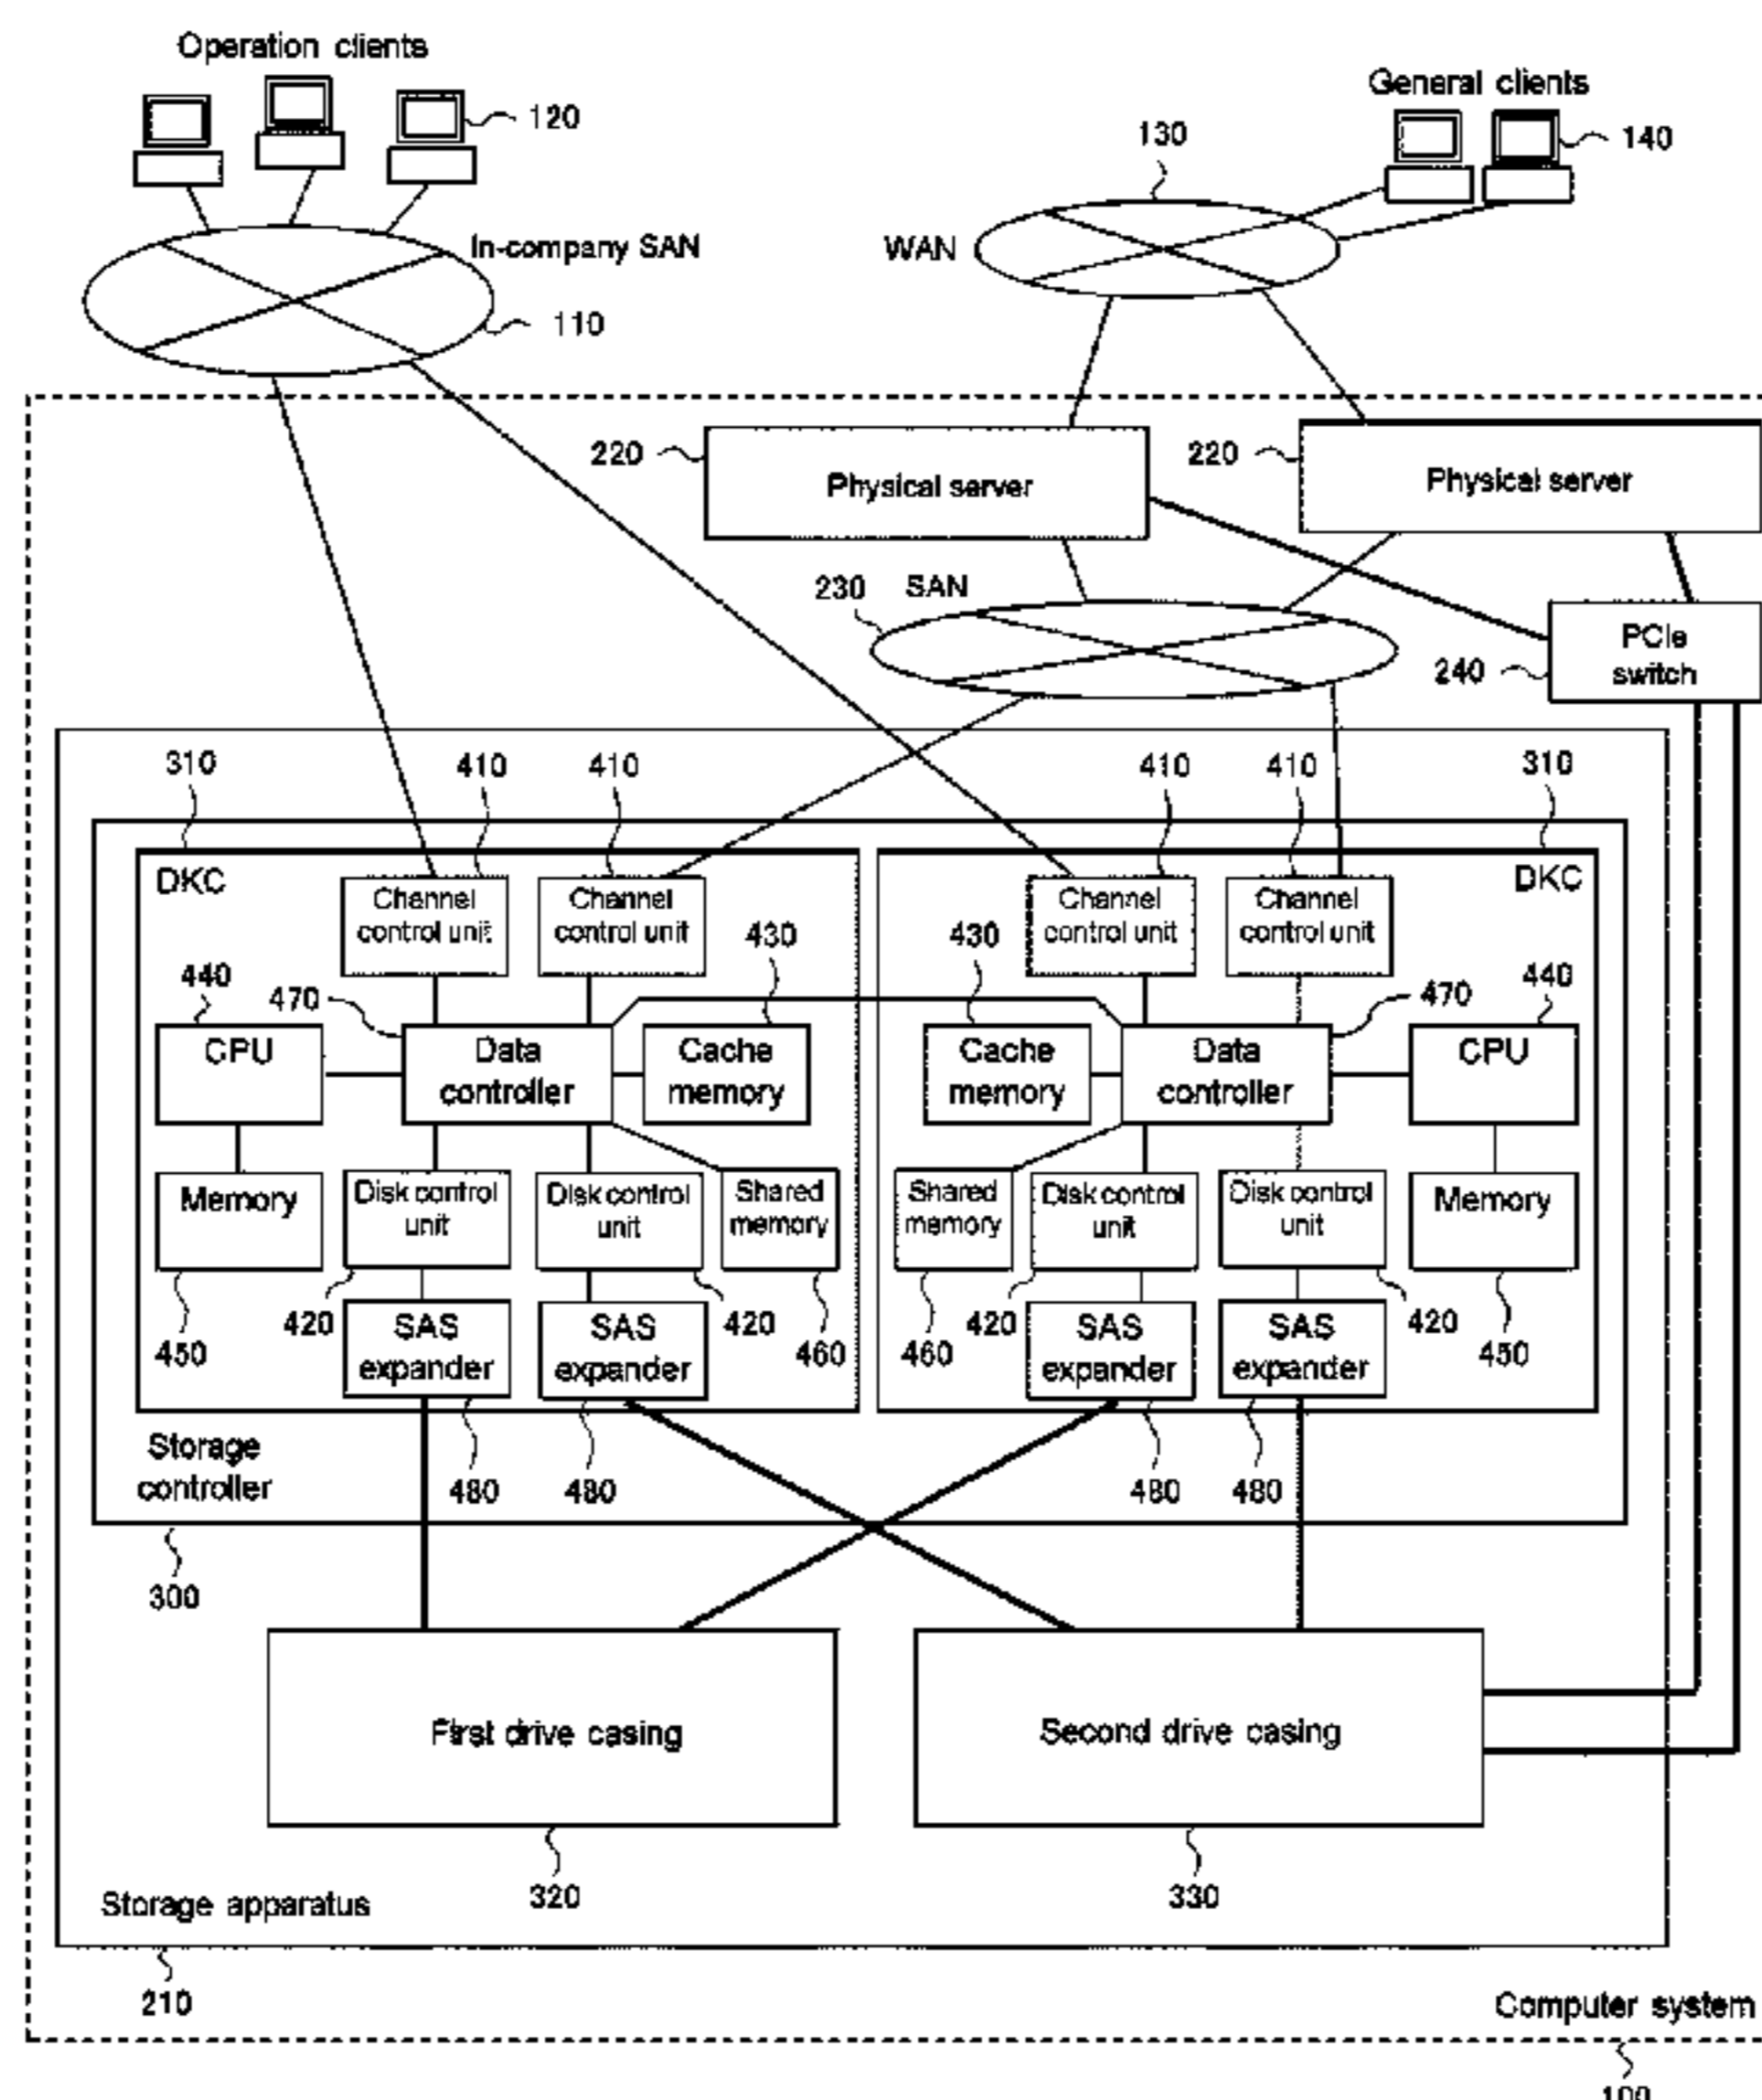 Operation clients
General clients
120
130
140
In-company SAN
WAN
110
220
Physical server
220
Physical server
230
SAN
PCIe
switch
240
310
410
410
410
410
310
DKC
Channel
control unit
Channel
control unit
430
430
Channel
control unit
Channel
control unit
DKC
440
470
470
440
CPU
Data
controller
Cache
memory
Cache
memory
Data
controller
CPU
Memory
Disk control
unit
Disk control
unit
Shared
memory
Shared
memory
Disk control
unit
Disk control
unit
Memory
450
420
SAS
expander
SAS
expander
420
460
460
420
SAS
expander
SAS
expander
420
450
Storage
controller
480
480
480
480
300
First drive casing
Second drive casing
320
330
Storage apparatus
210
Computer system
100